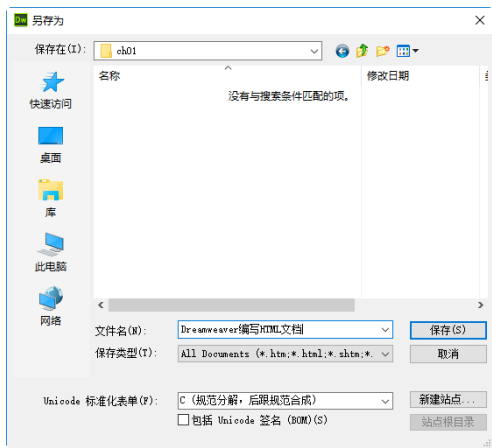 Dw 另存为
保存在(I): ch01
名称 修改日期
没有与搜索条件匹配的项。
快速访问
桌面
库
此电脑
网络
文件名(N): Dreamweaver编写HTML文档 保存(S)
保存类型(T): All Documents (*.htm;*.html;*.shtm;*. 取消
Unicode 标准化表单(F): C (规范分解，后跟规范合成) 新建站点...
包括 Unicode 签名 (BOM)(S) 站点根目录